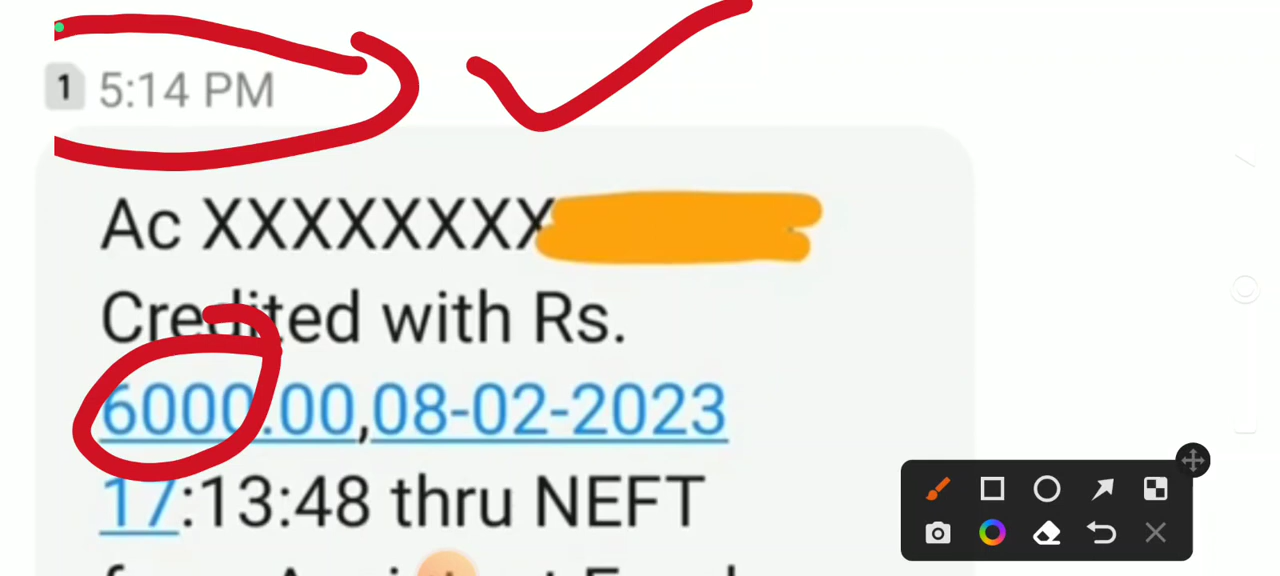 1 5:14 PM
Ac XXXXXXXX
Credited with Rs.
6000.00,08-02-2023
17:13:48 thru NEFT